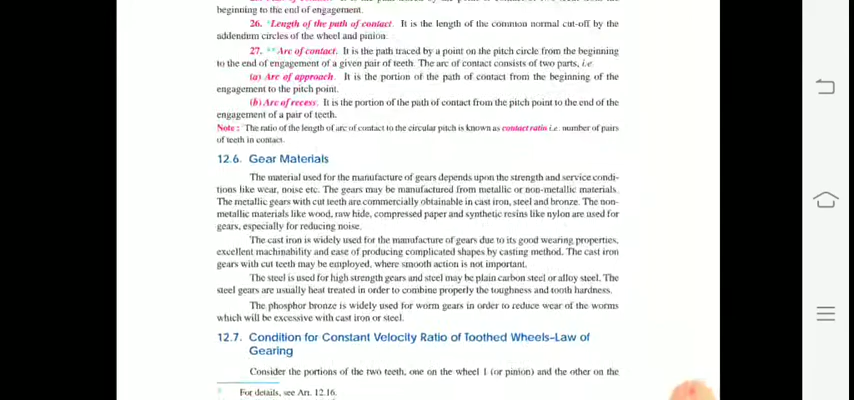 beginning to the end of engagement.
26. *Length of the path of contact. It is the length of the common normal cut-off by the
addendum circles of the wheel and pinion.
27. ** Arc of contact. It is the path traced by a point on the pitch circle from the beginning
to the end of engagement of a given pair of teeth. The arc of contact consists of two parts, i.e.
(a) Arc of approach. It is the portion of the path of contact from the beginning of the
engagement to the pitch point.
(b) Arc of recess. It is the portion of the path of contact from the pitch point to the end of the
engagement of a pair of teeth.
Note : The ratio of the length of arc of contact to the circular pitch is known as contact ratio i.e. number of pairs
of teeth in contact.
12.6. Gear Materials
The material used for the manufacture of gears depends upon the strength and service condi-
tions like wear, noise etc. The gears may be manufactured from metallic or non-metallic materials.
The metallic gears with cut teeth are commercially obtainable in cast iron, steel and bronze. The non-
metallic materials like wood, raw hide, compressed paper and synthetic resins like nylon are used for
gears, especially for reducing noise.
The cast iron is widely used for the manufacture of gears due to its good wearing properties,
excellent machinability and ease of producing complicated shapes by casting method. The cast iron
gears with cut teeth may be employed, where smooth action is not important.
The steel is used for high strength gears and steel may be plain carbon steel or alloy steel. The
steel gears are usually heat treated in order to combine properly the toughness and tooth hardness.
The phosphor bronze is widely used for worm gears in order to reduce wear of the worms
which will be excessive with cast iron or steel.
12.7. Condition for Constant Velocity Ratio of Toothed Wheels–Law of
Gearing
Consider the portions of the two teeth, one on the wheel 1 (or pinion) and the other on the
* For details, see Art. 12.16.